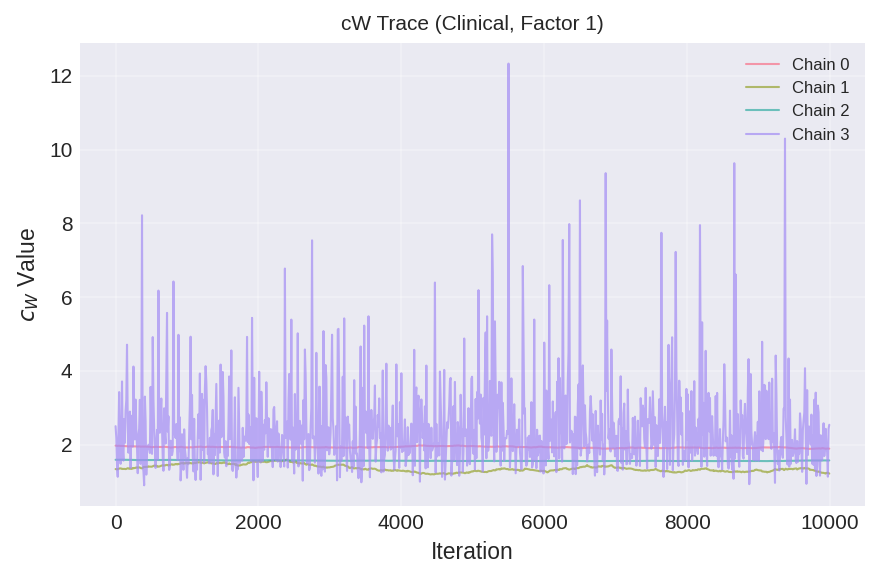 cW Trace (Clinical, Factor 1)
Chain 0
Chain 1
Chain 2
Chain 3
12
10
8
6
4
2
c_W Value
0 2000 4000 6000 8000 10000
Iteration